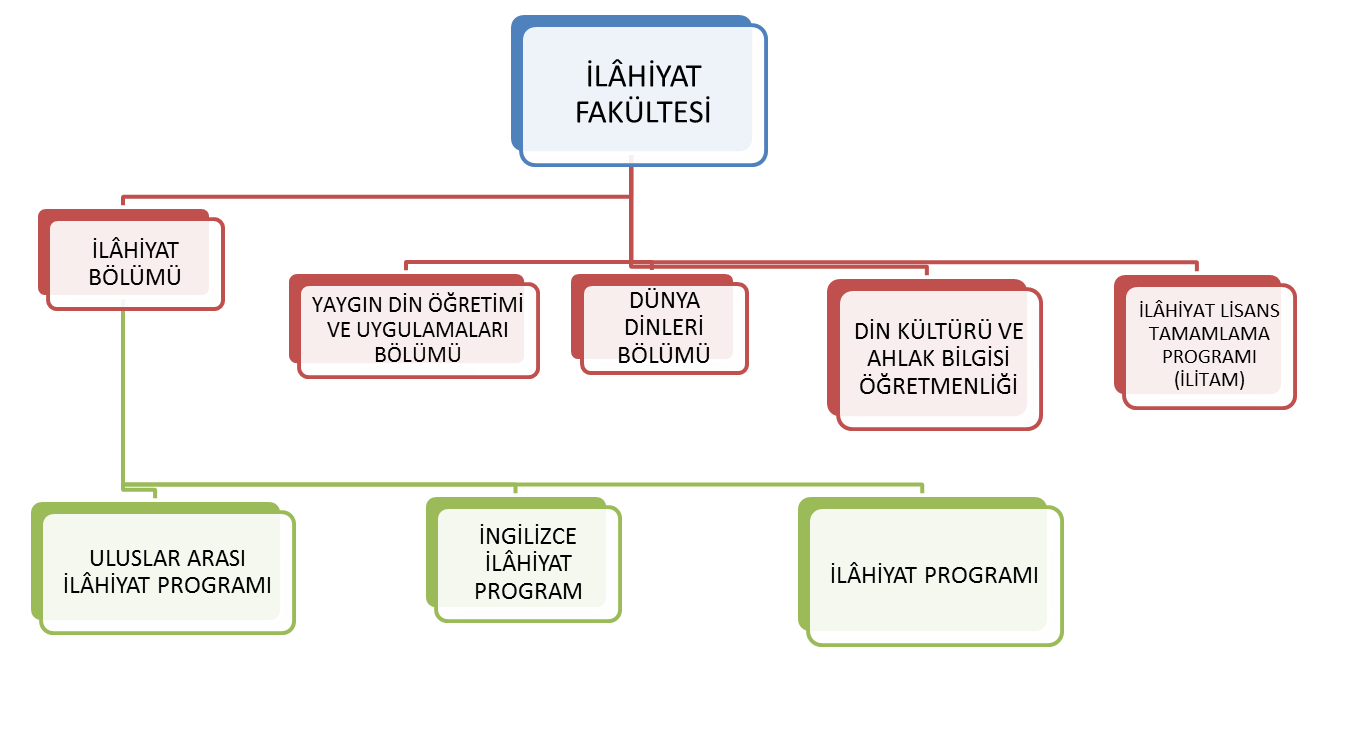 İLÂHİYAT
FAKÜLTESİ
İLÂHİYAT
BÖLÜMÜ
YAYGIN DİN ÖĞRETİMİ
VE UYGULAMALARI
BÖLÜMÜ
DÜNYA
DİNLERİ
BÖLÜMÜ
DİN KÜLTÜRÜ VE
AHLAK BİLGİSİ
ÖĞRETMENLİĞİ
İLÂHİYAT LİSANS
TAMAMLAMA
PROGRAMI
(İLİTAM)
ULUSLAR ARASI
İLÂHİYAT PROGRAMI
İNGİLİZCE
İLÂHİYAT
PROGRAM
İLÂHİYAT PROGRAMI